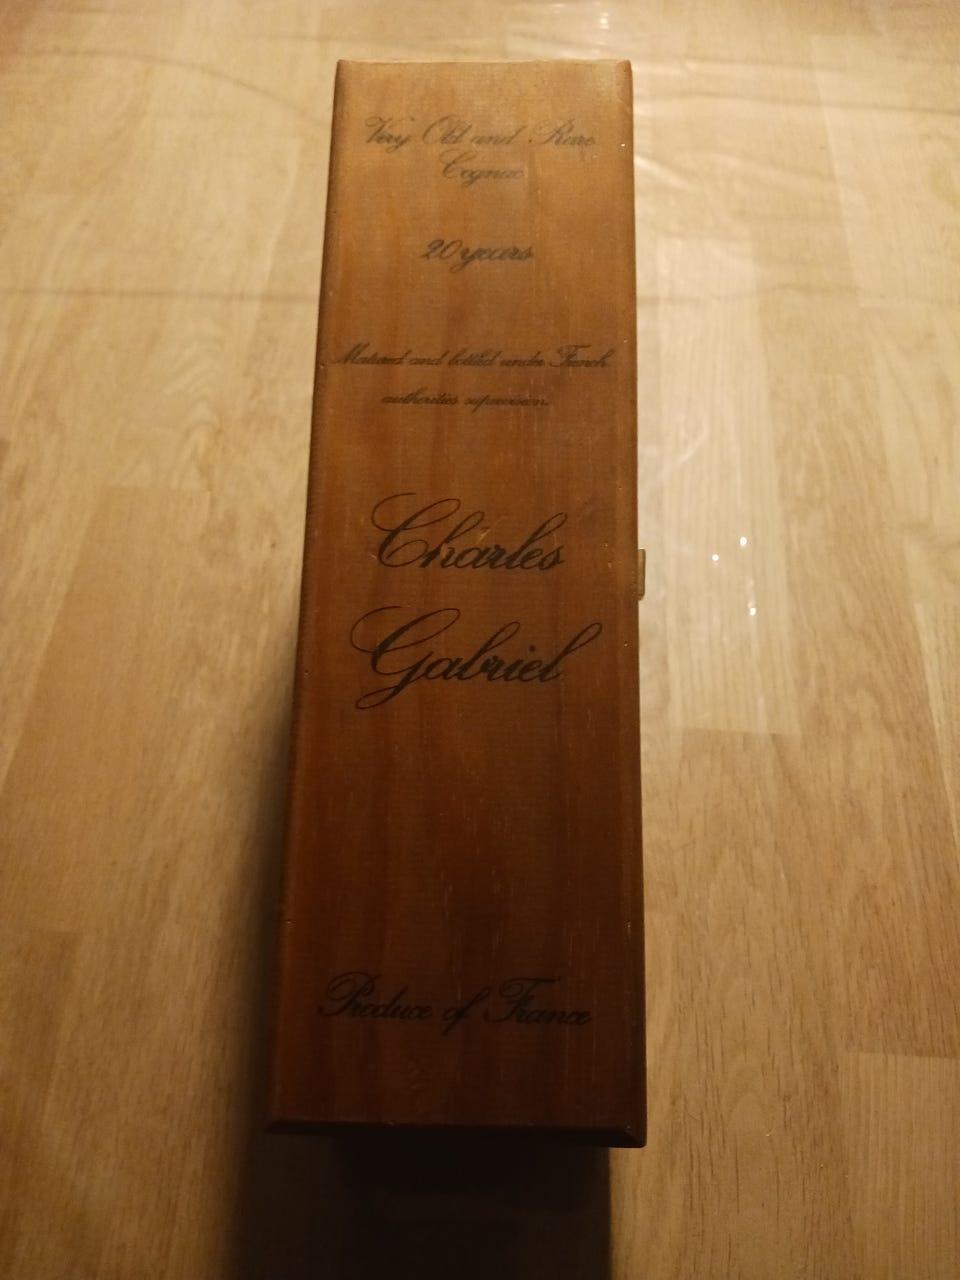 Very Old and Rare
Cognac
20 years
Matured and bottled under French
authorities supervision.
Charles
Gabriel
Produce of France